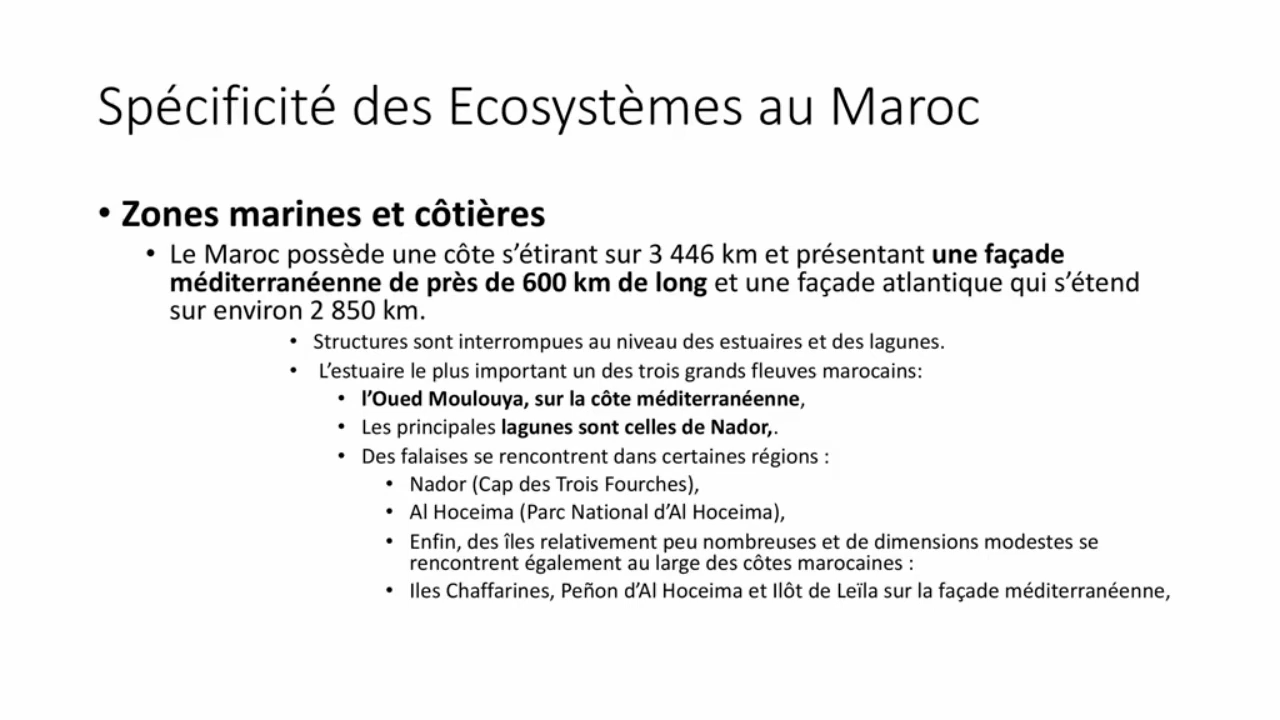 Spécificité des Ecosystèmes au Maroc
• Zones marines et côtières
• Le Maroc possède une côte s’étirant sur 3 446 km et présentant une façade
méditerranéenne de près de 600 km de long et une façade atlantique qui s’étend
sur environ 2 850 km.
• Structures sont interrompues au niveau des estuaires et des lagunes.
• L’estuaire le plus important un des trois grands fleuves marocains:
• l’Oued Moulouya, sur la côte méditerranéenne,
• Les principales lagunes sont celles de Nador,.
• Des falaises se rencontrent dans certaines régions :
• Nador (Cap des Trois Fourches),
• Al Hoceima (Parc National d’Al Hoceima),
• Enfin, des îles relativement peu nombreuses et de dimensions modestes se
rencontrent également au large des côtes marocaines :
• Iles Chaffarines, Peñon d’Al Hoceima et Ilôt de Leïla sur la façade méditerranéenne,